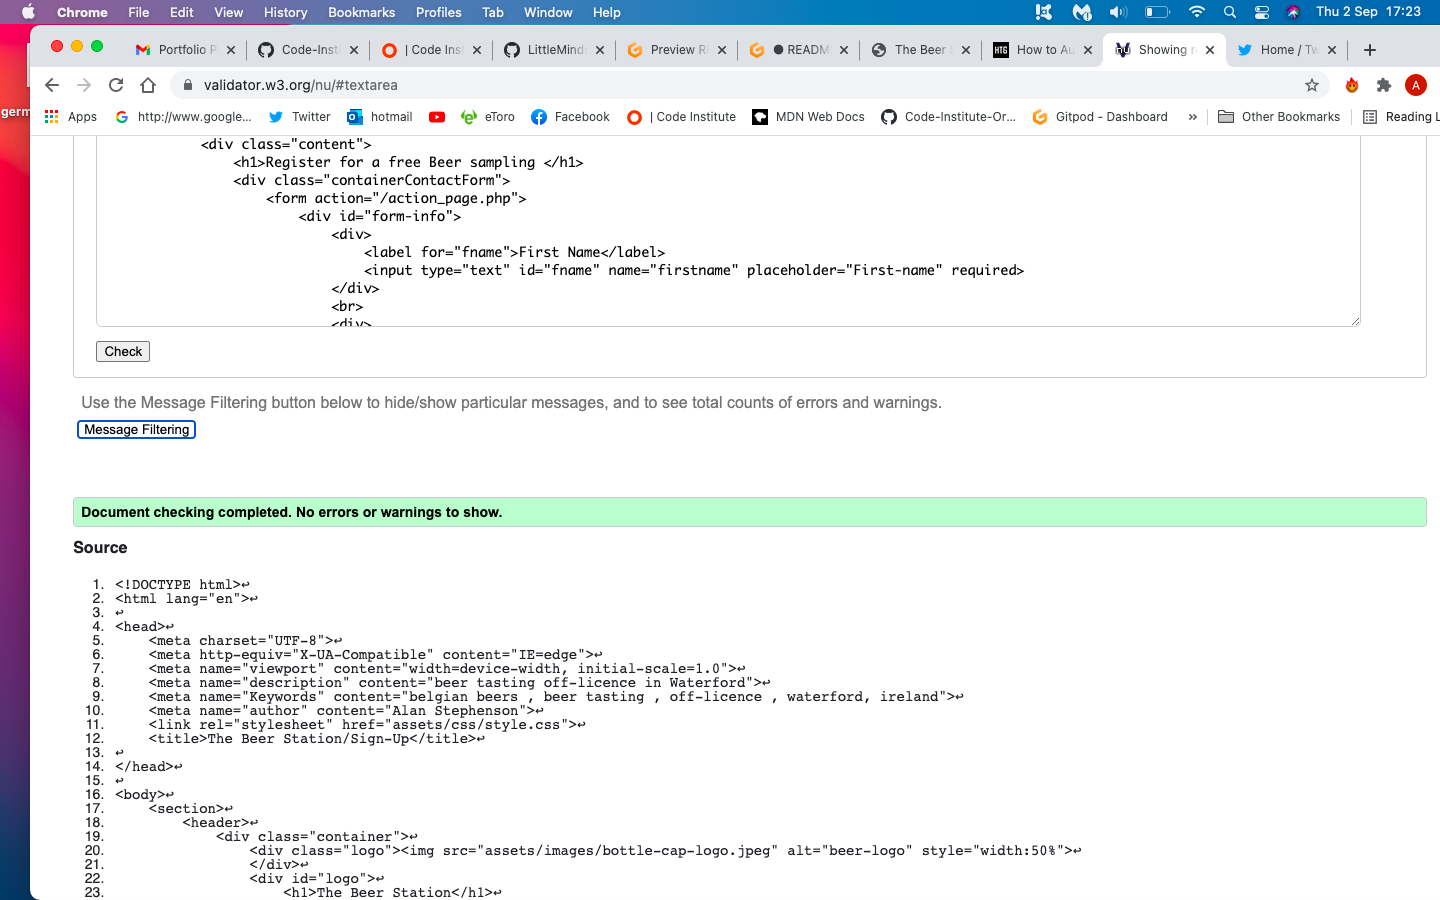 Chrome File Edit View History Bookmarks Profiles Tab Window Help Thu 2 Sep 17:23
Portfolio P Code-Inst | Code Ins LittleMind Preview R ● READM The Beer HTG How to Au nu Showing r Home / Tw
validator.w3.org/nu/#textarea A
germ
Apps http://www.google... Twitter hotmail eToro Facebook | Code Institute MDN Web Docs Code-Institute-Or... Gitpod - Dashboard » Other Bookmarks Reading L
<div class="content">
<h1>Register for a free Beer sampling </h1>
<div class="containerContactForm">
<form action="/action_page.php">
<div id="form-info">
<div>
<label for="fname">First Name</label>
<input type="text" id="fname" name="firstname" placeholder="First-name" required>
</div>
<br>
<div>
Check
Use the Message Filtering button below to hide/show particular messages, and to see total counts of errors and warnings.
Message Filtering
Document checking completed. No errors or warnings to show.
Source
1. <!DOCTYPE html>↩
2. <html lang="en">↩
3. ↩
4. <head>↩
5. <meta charset="UTF-8">↩
6. <meta http-equiv="X-UA-Compatible" content="IE=edge">↩
7. <meta name="viewport" content="width=device-width, initial-scale=1.0">↩
8. <meta name="description" content="beer tasting off-licence in Waterford">↩
9. <meta name="Keywords" content="belgian beers , beer tasting , off-licence , waterford, ireland">↩
10. <meta name="author" content="Alan Stephenson">↩
11. <link rel="stylesheet" href="assets/css/style.css">↩
12. <title>The Beer Station/Sign-Up</title>↩
13. ↩
14. </head>↩
15. ↩
16. <body>↩
17. <section>↩
18. <header>↩
19. <div class="container">↩
20. <div class="logo"><img src="assets/images/bottle-cap-logo.jpeg" alt="beer-logo" style="width:50%">↩
21. </div>↩
22. <div id="logo">↩
23. <h1>The Beer Station</h1>↩